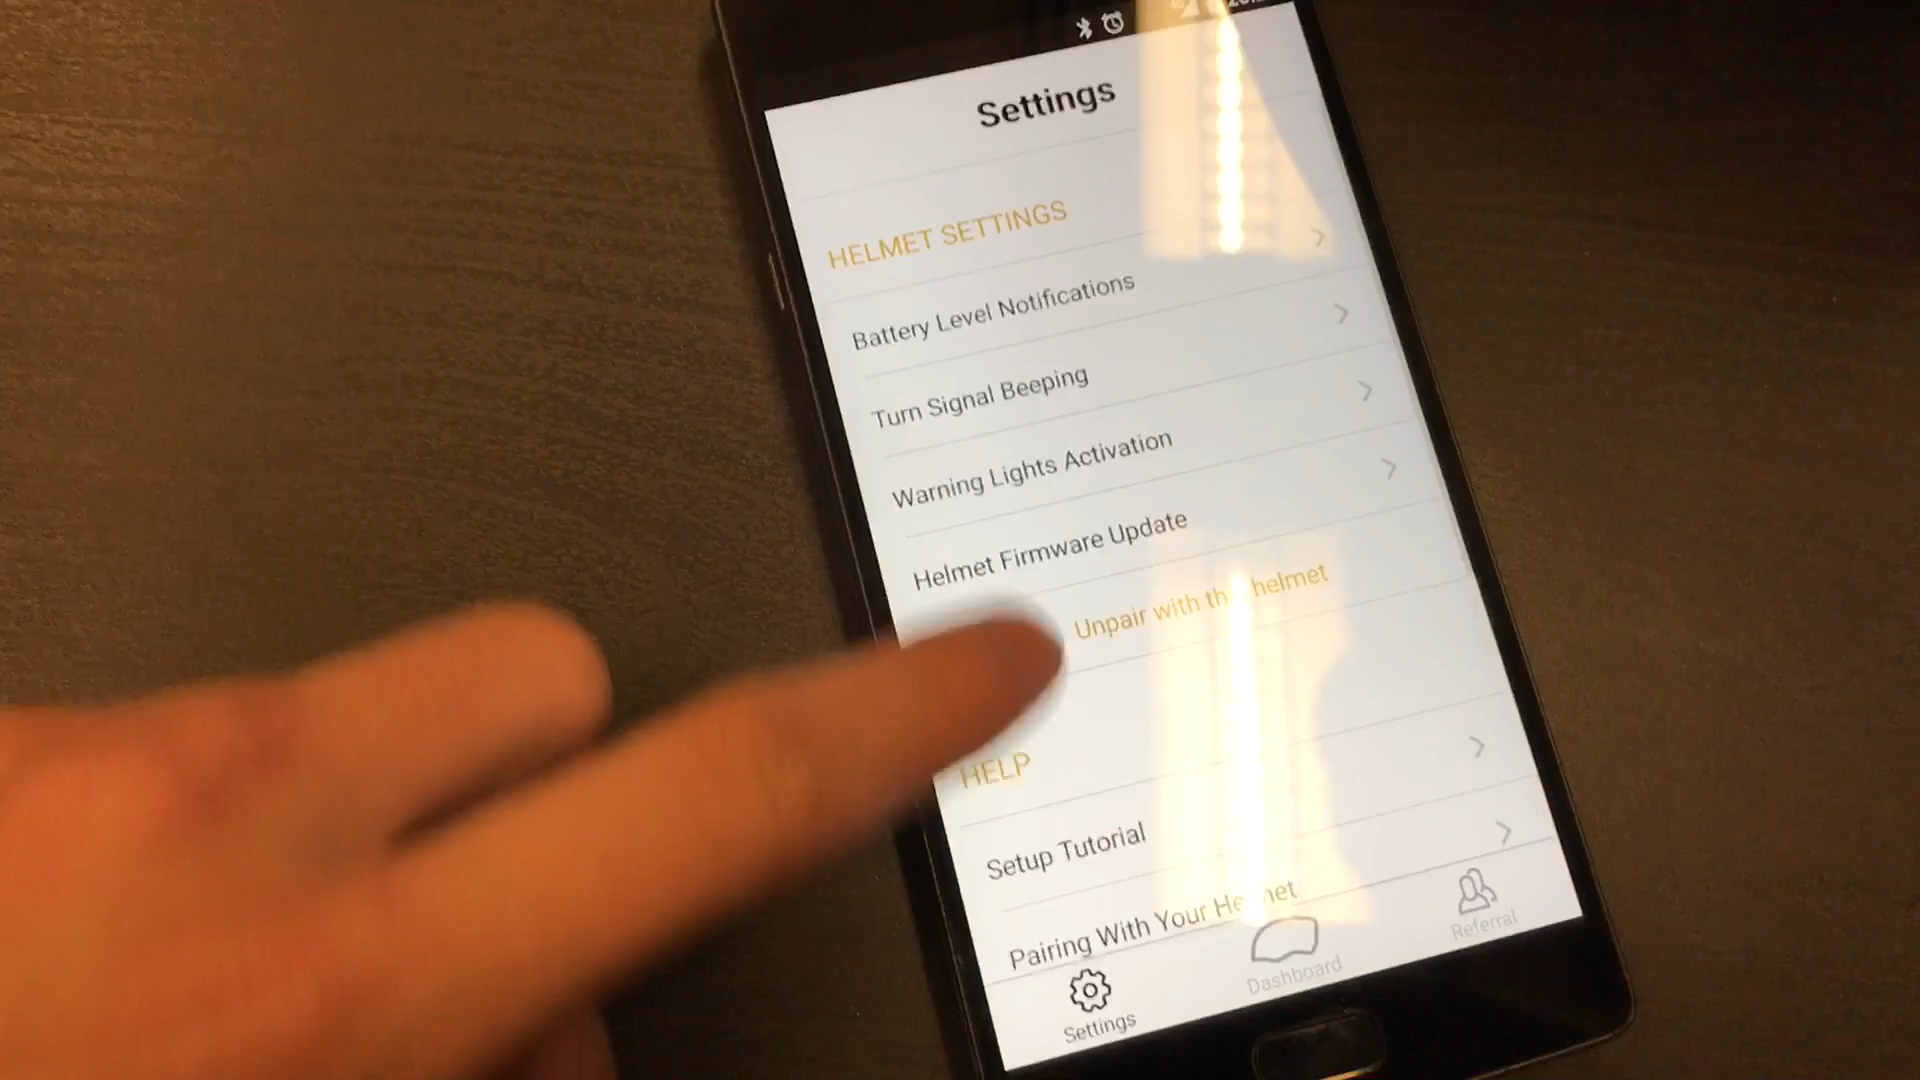 Settings
HELMET SETTINGS
Battery Level Notifications
Turn Signal Beeping
Warning Lights Activation
Helmet Firmware Update
Unpair with helmet
HELP
Setup Tutorial
Pairing With Your
Settings
Dashboard
Referral